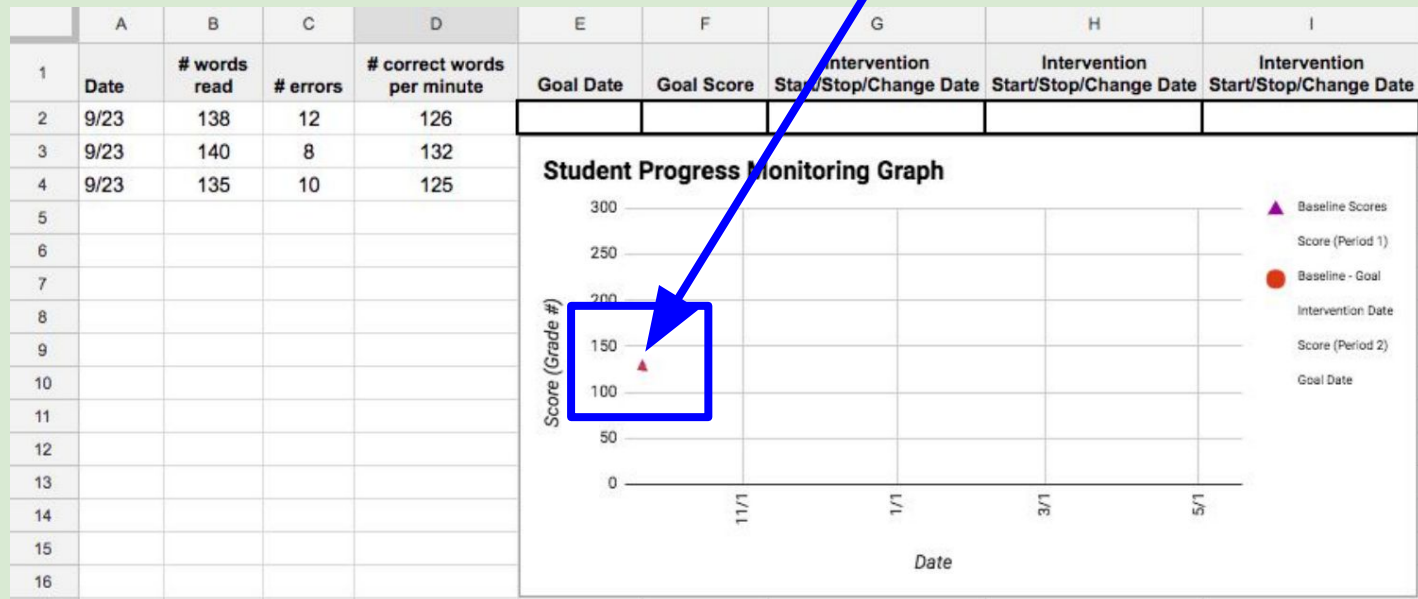 A B C D E F G H I
1 Date # words read # errors # correct words per minute Goal Date Goal Score Intervention Start/Stop/Change Date Intervention Start/Stop/Change Date Intervention Start/Stop/Change Date
2 9/23 138 12 126
3 9/23 140 8 132
4 9/23 135 10 125
5
6
7
8
9
10
11
12
13
14
15
16
Student Progress Monitoring Graph
Score (Grade #)
300
250
200
150
100
50
0
11/1 1/1 3/1 5/1
Date
Baseline Scores
Score (Period 1)
Baseline - Goal
Intervention Date
Score (Period 2)
Goal Date